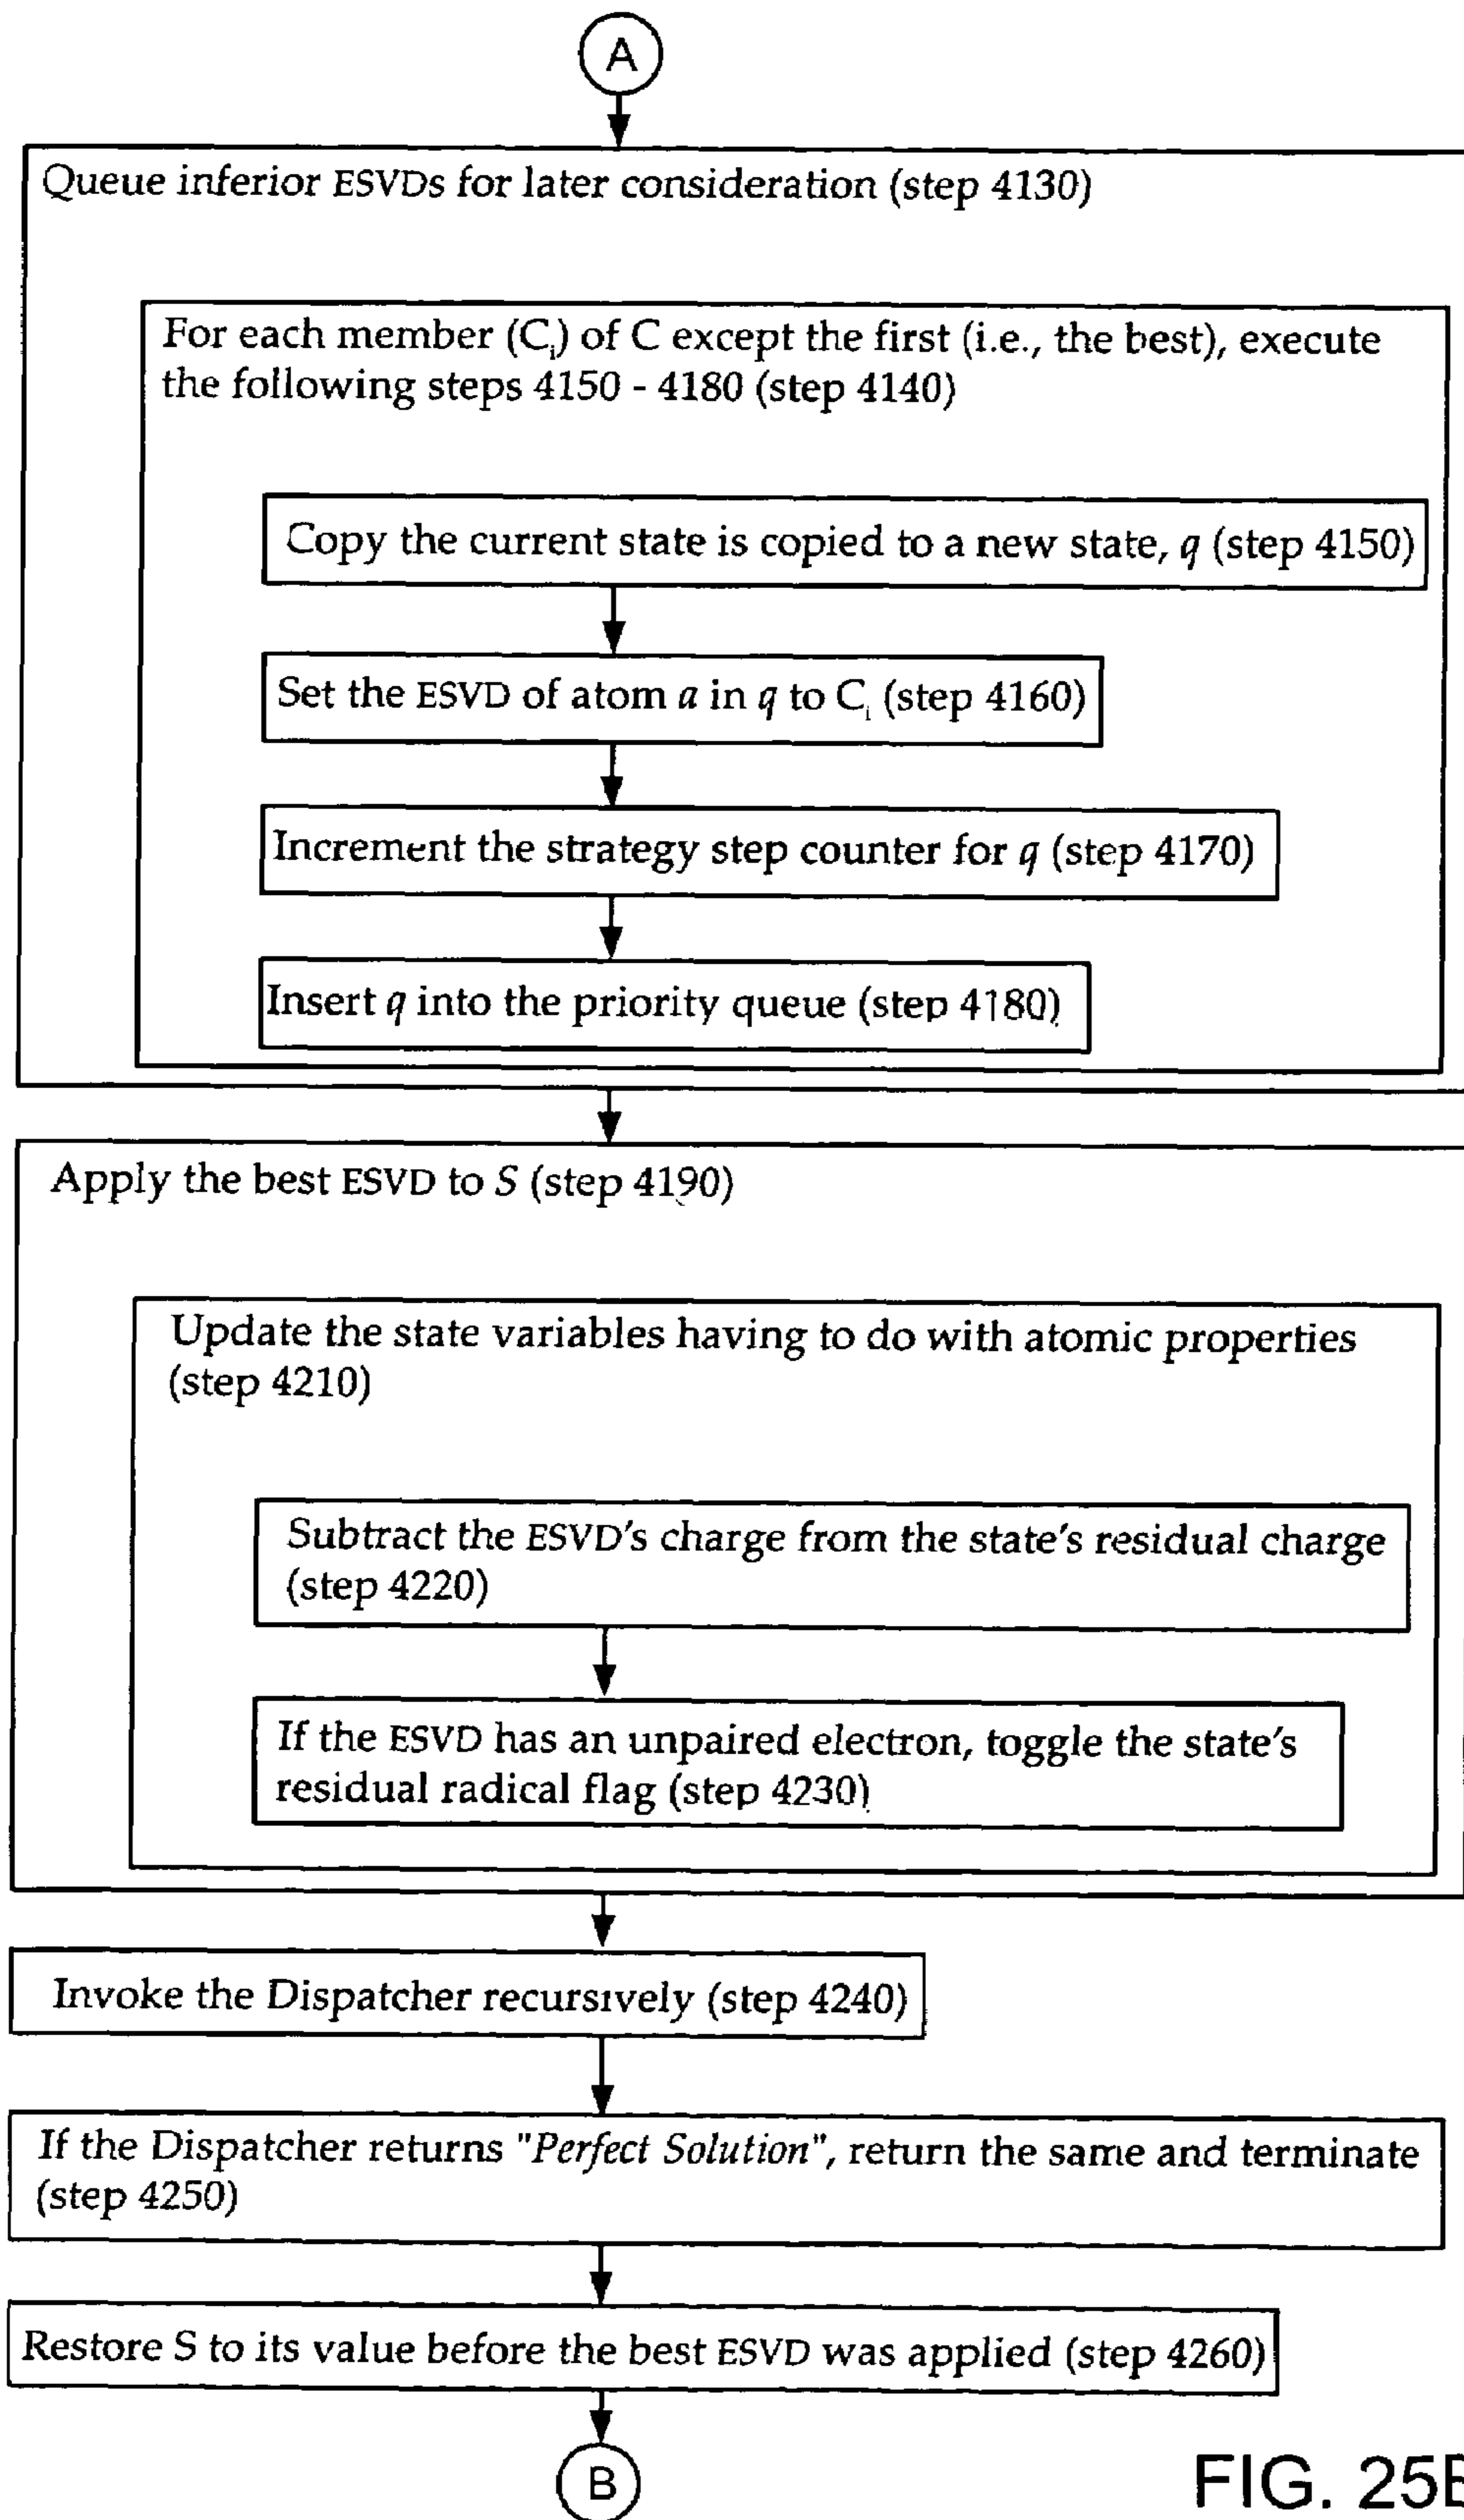 A
Queue inferior ESVDs for later consideration (step 4130)
For each member (Cᵢ) of C except the first (i.e., the best), execute
the following steps 4150 - 4180 (step 4140)
Copy the current state is copied to a new state, q (step 4150)
Set the ESVD of atom a in q to Cᵢ (step 4160)
Increment the strategy step counter for q (step 4170)
Insert q into the priority queue (step 4180)
Apply the best ESVD to S (step 4190)
Update the state variables having to do with atomic properties
(step 4210)
Subtract the ESVD's charge from the state's residual charge
(step 4220)
If the ESVD has an unpaired electron, toggle the state's
residual radical flag (step 4230)
Invoke the Dispatcher recursively (step 4240)
If the Dispatcher returns "Perfect Solution", return the same and terminate
(step 4250)
Restore S to its value before the best ESVD was applied (step 4260)
B
FIG. 25B